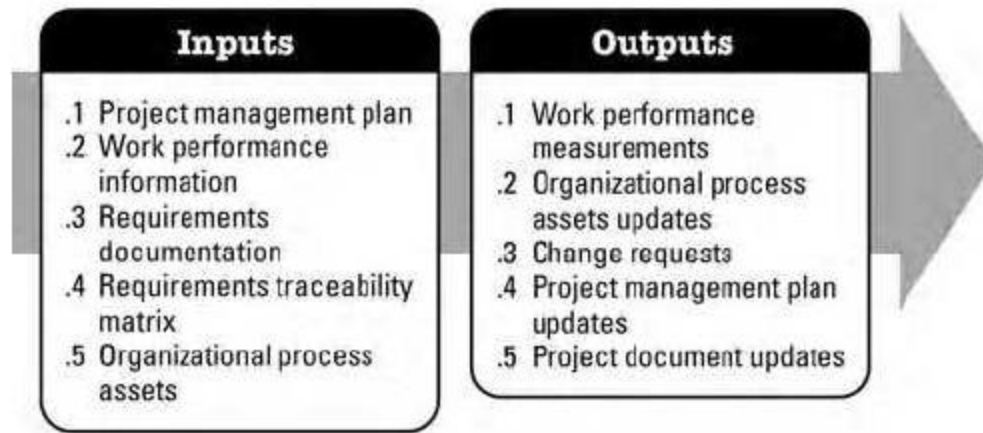 Inputs
.1 Project management plan
.2 Work performance
information
.3 Requirements
documentation
.4 Requirements traceability
matrix
.5 Organizational process
assets
Outputs
.1 Work performance
measurements
.2 Organizational process
assets updates
.3 Change requests
.4 Project management plan
updates
.5 Project document updates